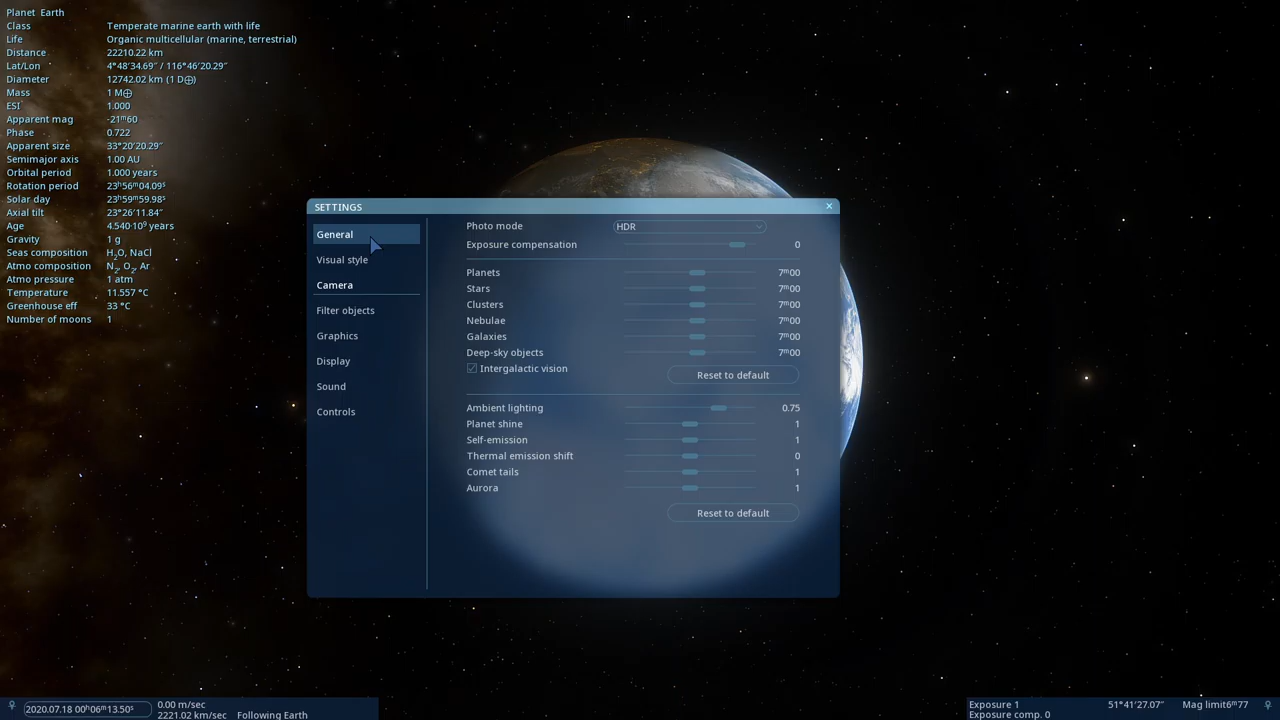 Planet Earth
Class Temperate marine earth with life
Life Organic multicellular (marine, terrestrial)
Distance 22210.22 km
Lat/Lon 4°48′34.69″ / 116°46′20.29″
Diameter 12742.02 km (1 D⊕)
Mass 1 M⊕
ESI 1.000
Apparent mag -21ᵐ60
Phase 0.722
Apparent size 33°20′20.29″
Semimajor axis 1.00 AU
Orbital period 1.000 years
Rotation period 23ʰ56ᵐ04.09ˢ
Solar day 23ʰ59ᵐ59.98ˢ
Axial tilt 23°26′11.84″
Age 4.540·10⁹ years
Gravity 1 g
Seas composition H₂O, NaCl
Atmo composition N₂, O₂, Ar
Atmo pressure 1 atm
Temperature 11.557 °C
Greenhouse eff 33 °C
Number of moons 1
SETTINGS
General
Visual style
Camera
Filter objects
Graphics
Display
Sound
Controls
Photo mode HDR
Exposure compensation 0
Planets 7ᵐ00
Stars 7ᵐ00
Clusters 7ᵐ00
Nebulae 7ᵐ00
Galaxies 7ᵐ00
Deep-sky objects 7ᵐ00
Intergalactic vision
Reset to default
Ambient lighting 0.75
Planet shine 1
Self-emission 1
Thermal emission shift 0
Comet tails 1
Aurora 1
Reset to default
2020.07.18 00ʰ06ᵐ13.50ˢ
0.00 m/sec
2221.02 km/sec Following Earth
Exposure 1 51°41′27.07″ Mag limit6ᵐ77
Exposure comp. 0